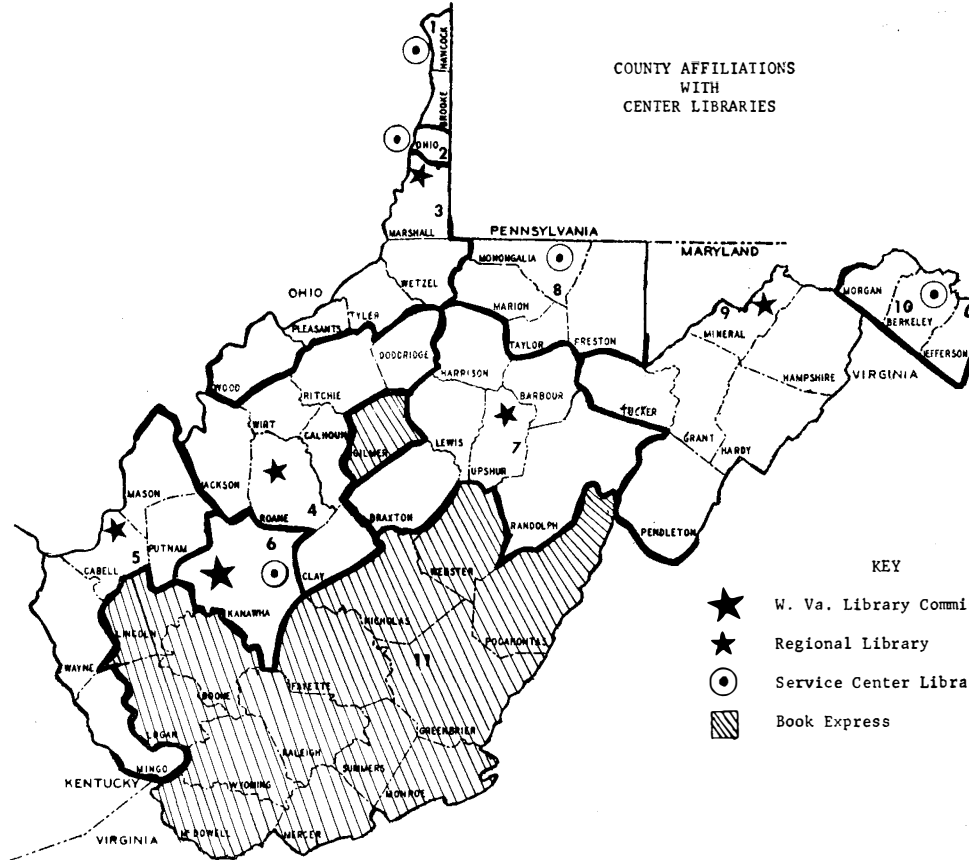 COUNTY AFFILIATIONS
WITH
CENTER LIBRARIES
1
HANCOCK
BROOKE
OHIO
2
3
MARSHALL
PENNSYLVANIA
MARYLAND
MONONGALIA
8
WETZEL
OHIO
MARION
TYLER
PLEASANTS
TAYLOR
FRESTON
9
MINERAL
MORGAN
10
BERKELEY
JEFFERSON
HAMPSHIRE
VIRGINIA
DODDRIDGE
HARRISON
WOOD
RITCHIE
BARBOUR
TUCKER
WIRT
CALHOUN
GILMER
LEWIS
7
UPSHUR
GRANT
HARDY
MASON
JACKSON
ROANE
4
BRAXTON
RANDOLPH
PENDLETON
5
PUTNAM
6
CABELL
CLAY
WEBSTER
KANAWHA
NICHOLAS
POCAHONTAS
LINCOLN
11
WAYNE
BOONE
FAYETTE
GREENBRIER
LOGAN
RALEIGH
MINGO
SUMMERS
KENTUCKY
WYOMING
MONROE
VIRGINIA
McDOWELL
MERCER
KEY
W. Va. Library Commi
Regional Library
Service Center Libra
Book Express